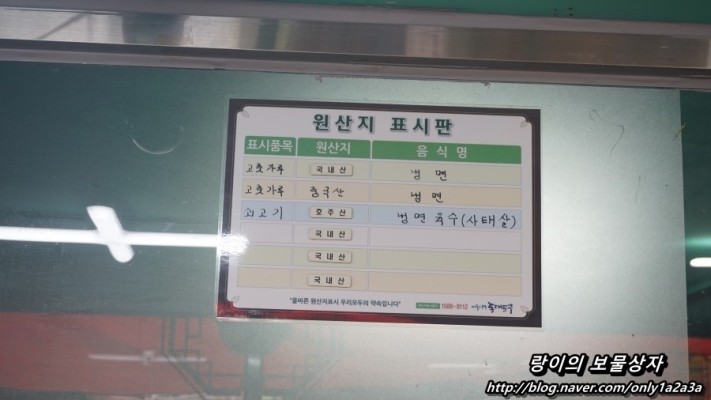 원산지 표시판
표시품목 원산지 음식명
고춧가루 국내산 냉면
고춧가루 중국산 냉면
쇠고기 호주산 냉면 육수(사태살)
국내산
국내산
국내산
"올바른 원산지표시 우리모두의 약속입니다"
1588-8112
랑이의 보물상자
http://blog.naver.com/only1a2a3a